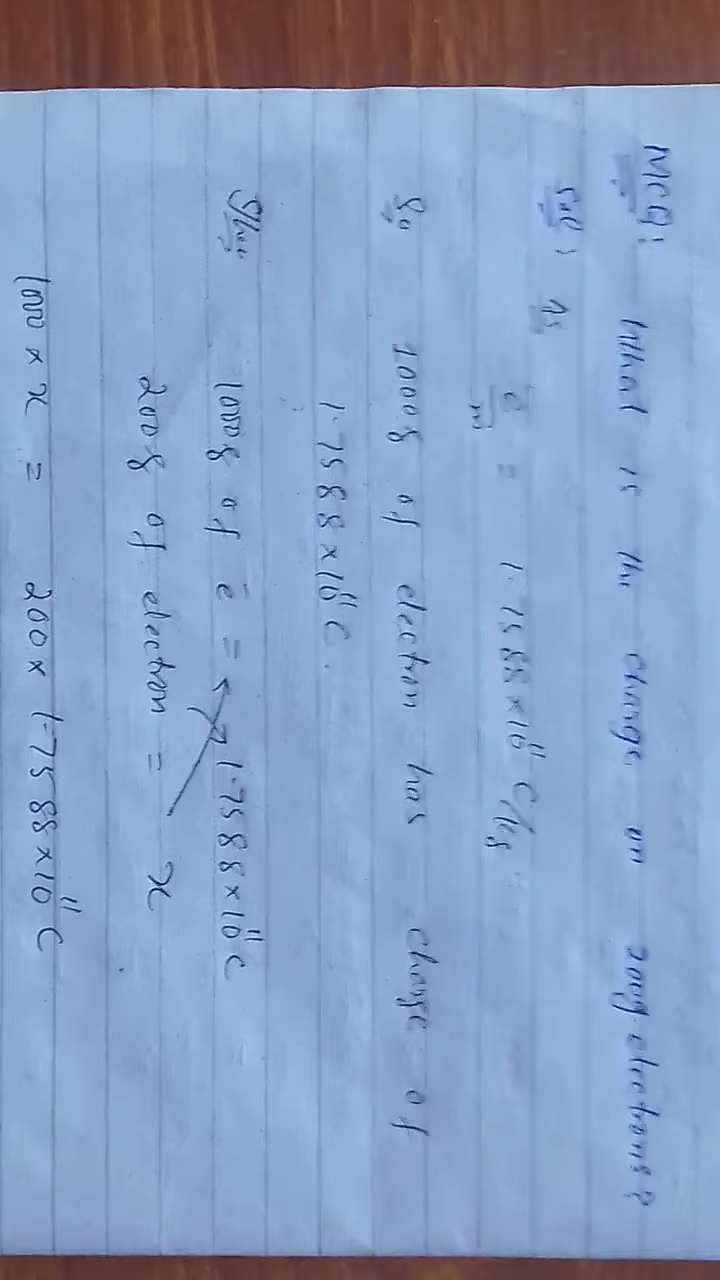 MCQ: What is the charge on 200g electrons?
Sol: As
e/m = 1.7588 × 10¹¹ C/kg
So 1000g of electron has charge of
1.7588 × 10¹¹ C.
Then 1000g of e⁻ = 1.7588 × 10¹¹ C
200g of electron = x
1000 × x = 200 × 1.7588 × 10¹¹ C